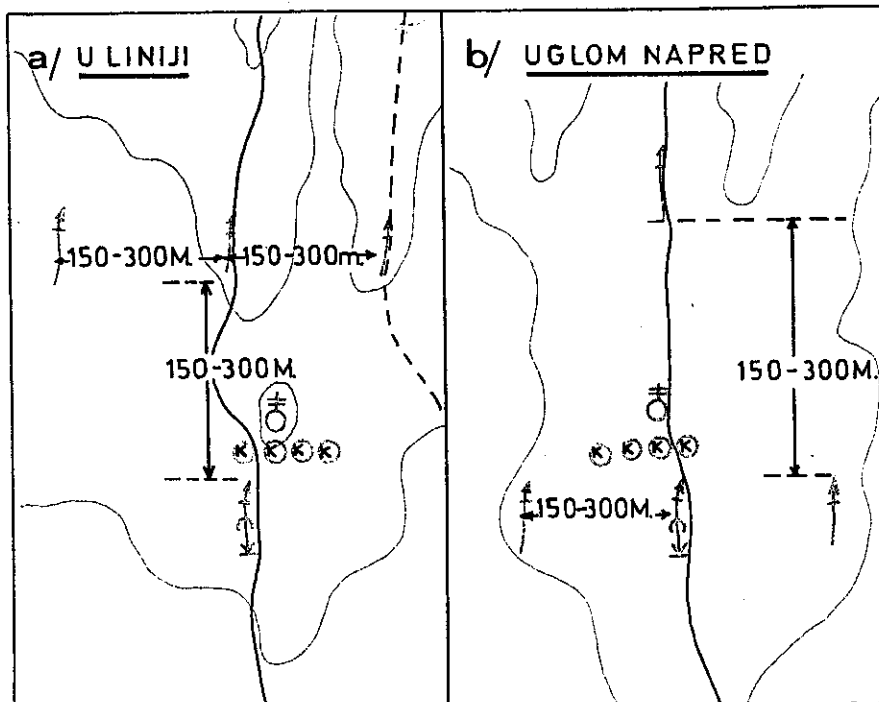 a/ U LINIJI
150-300M.
150-300m.
150-300M.
K K K K
b/ UGLOM NAPRED
150-300M.
K K K K
150-300M.